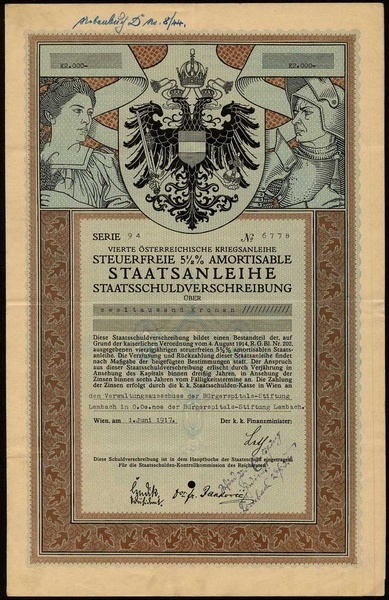 K2.000-
K2.000-
SERIE 94 № 6778
VIERTE ÖSTERREICHISCHE KRIEGSANLEIHE
STEUERFREIE 5½% AMORTISABLE
STAATSANLEIHE
STAATSSCHULDVERSCHREIBUNG
ÜBER
zweitausend Kronen
Diese Staatsschuldverschreibung bildet einen Bestandteil der, auf
Grund der kaiserlichen Verordnung vom 4. August 1914, R.G.Bl. Nr. 202,
ausgegebenen vierzigjährigen steuerfreien 5½% amortisablen Staats-
anleihe. Die Verzinsung und Rückzahlung dieser Staatsanleihe findet
nach Maßgabe der beigefügten Bestimmungen statt. Der Anspruch
aus dieser Staatsschuldverschreibung erlischt durch Verjährung in
Ansehung des Kapitals binnen dreißig Jahren, in Ansehung der
Zinsen binnen sechs Jahren vom Fälligkeitstermine an. Die Zahlung
der Zinsen erfolgt durch die k. k. Staatsschulden-Kasse in Wien an
den Verwaltungsausschuss der Bürgerspitals-Stiftung
Lembach in O.Oe. noe der Bürgerspitals-Stiftung Lembach.
Wien, am 1. Juni 1917. Der k. k. Finanzminister:
Diese Schuldverschreibung ist in dem Hauptbuche der Staatsschuld eingetragen
Für die Staatsschulden-Kontrollkommission des Reichsrates: